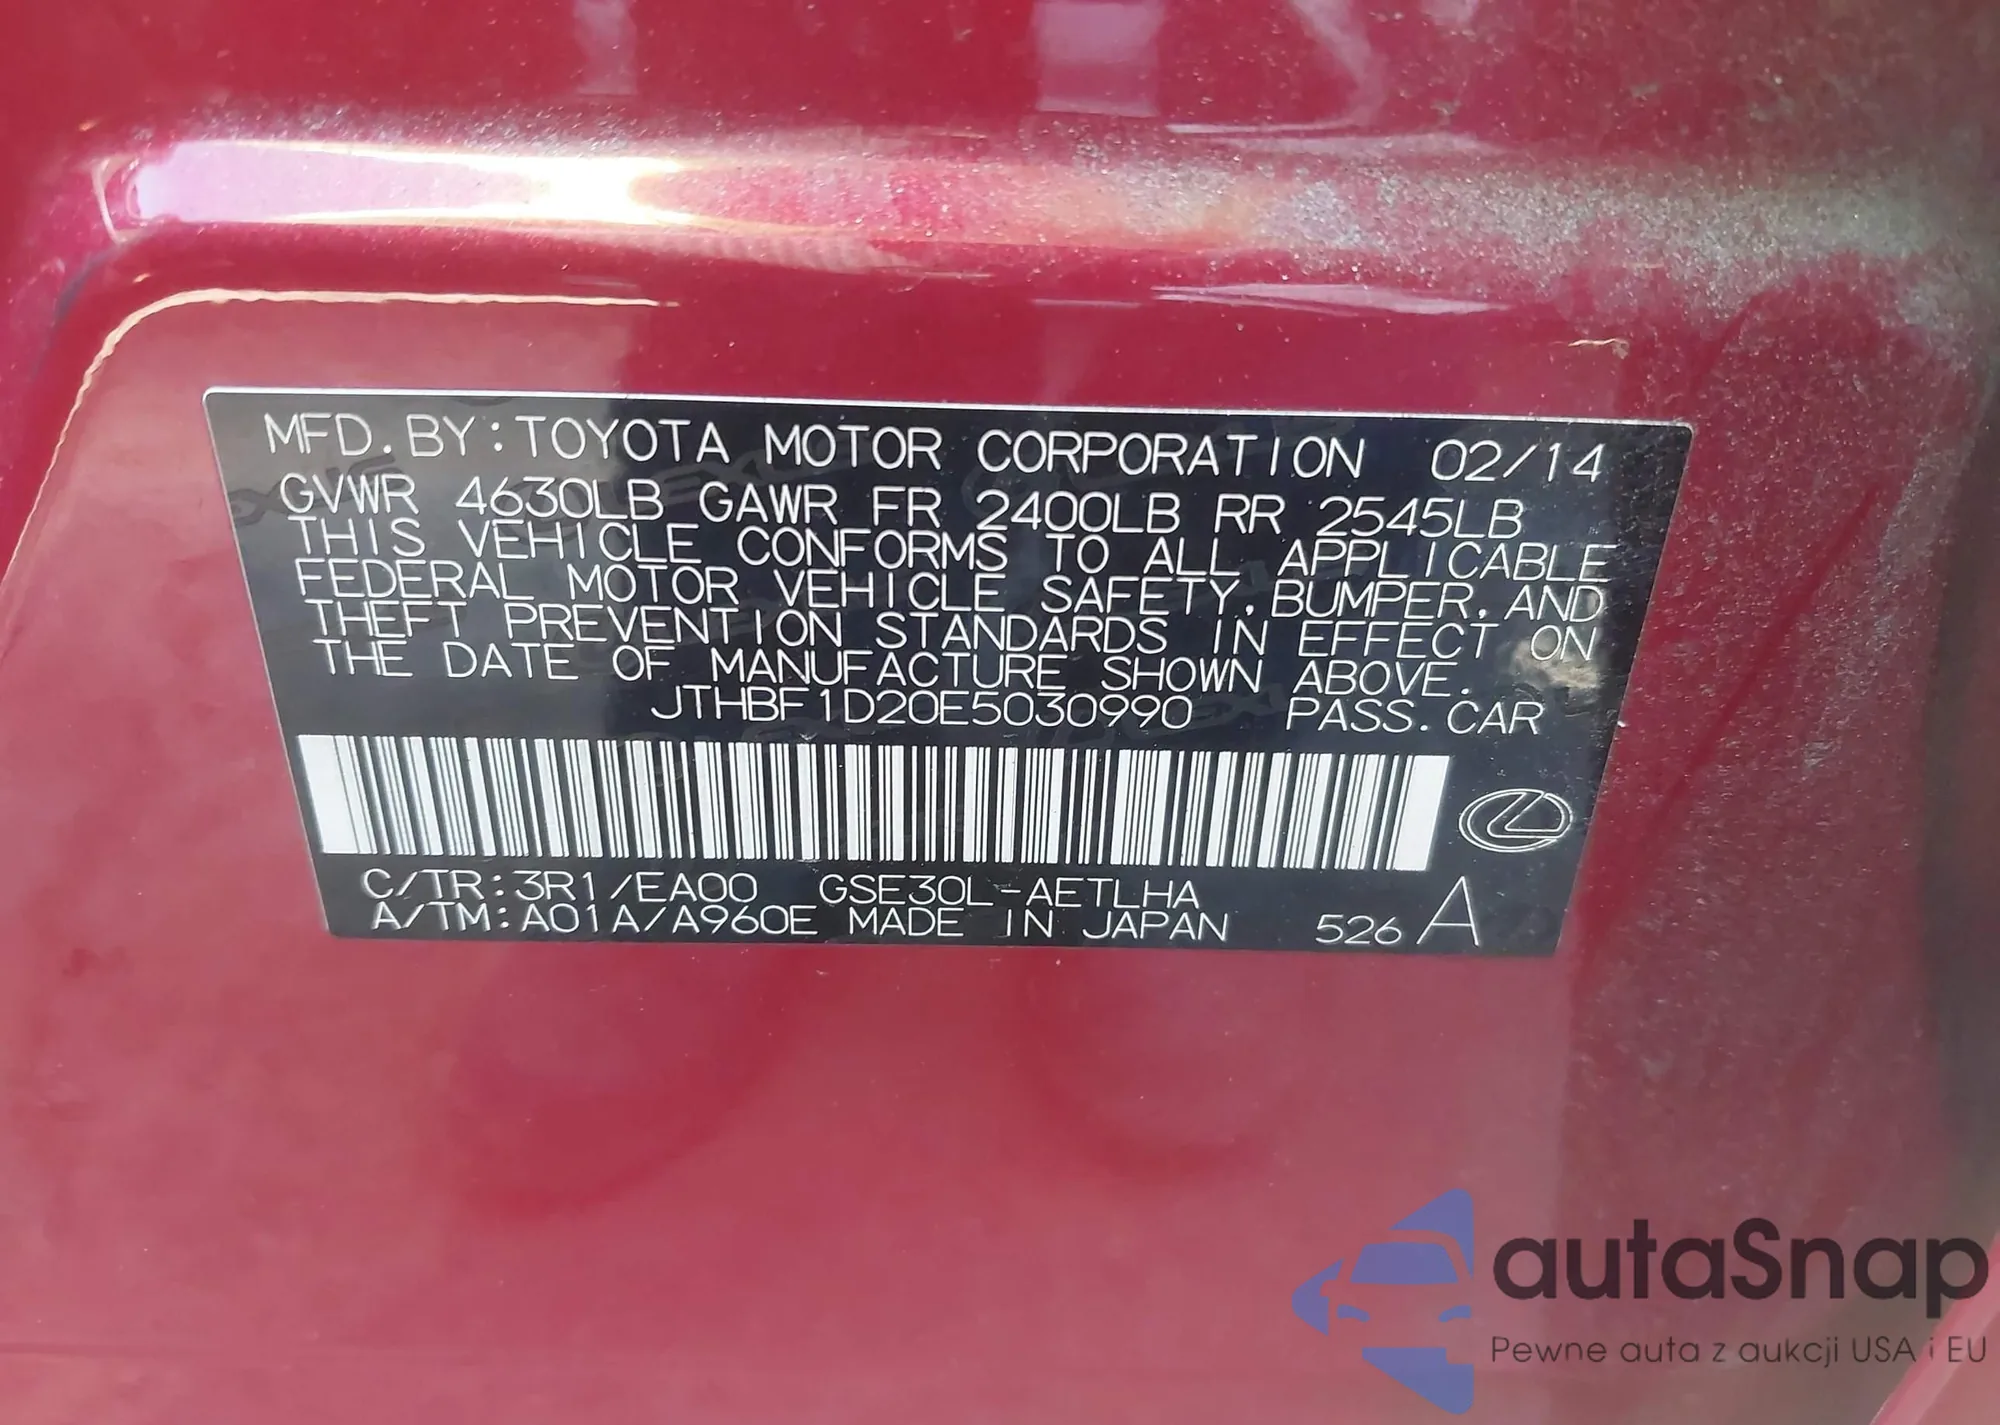 MFD. BY: TOYOTA MOTOR CORPORATION 02/14
GVWR 4630LB GAWR FR 2400LB RR 2545LB
THIS VEHICLE CONFORMS TO ALL APPLICABLE
FEDERAL MOTOR VEHICLE SAFETY, BUMPER, AND
THEFT PREVENTION STANDARDS IN EFFECT ON
THE DATE OF MANUFACTURE SHOWN ABOVE.
JTHBF1D20E5030990 PASS. CAR
C/TR: 3R1/EA00 GSE30L-AETLHA
A/TM: A01A/A960E MADE IN JAPAN 526 A
autaSnap
Pewne auta z aukcji USA i EU